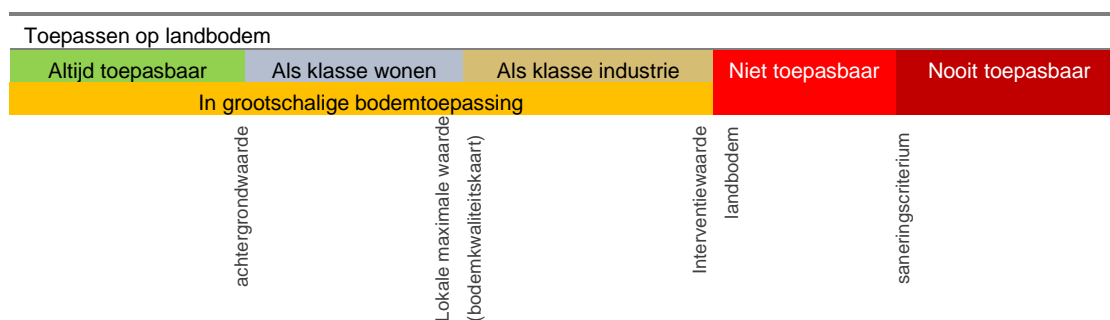 Toepassen op landbodem
Altijd toepasbaar
Als klasse wonen
Als klasse industrie
Niet toepasbaar
Nooit toepasbaar
In grootschalige bodemtoepassing
achtergrondwaarde
Lokale maximale waarde
(bodemkwaliteitskaart)
Interventiewaarde
landbodem
saneringscriterium